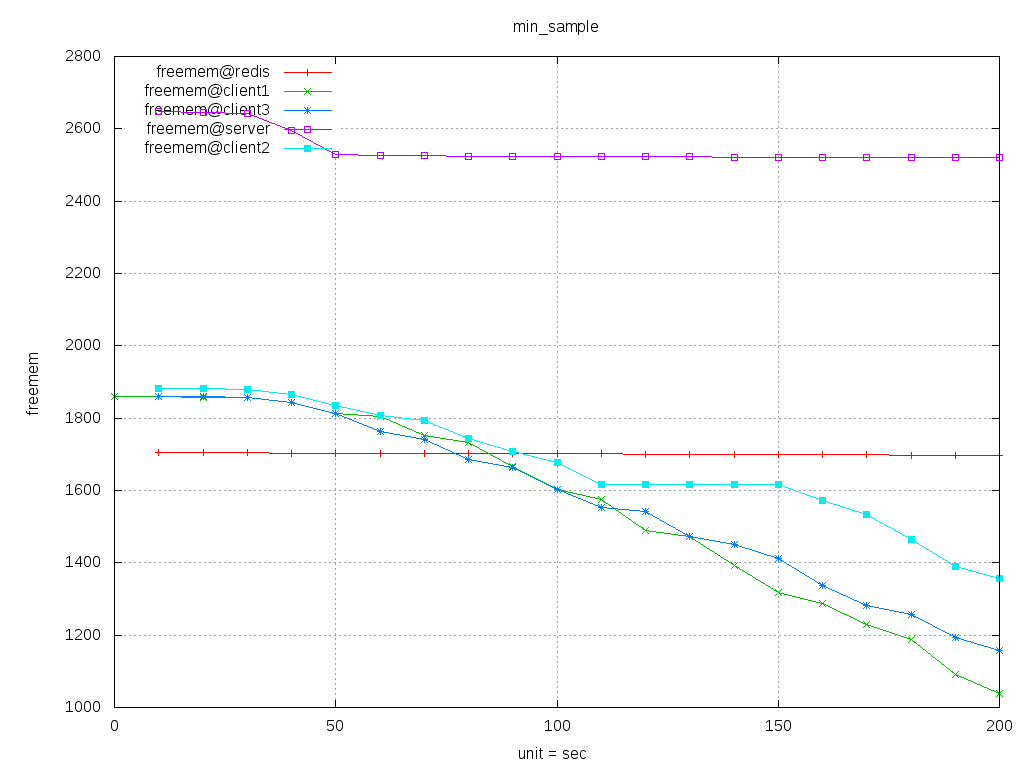 min_sample
freemem@redis
freemem@client1
freemem@client3
freemem@server
freemem@client2
2800
2600
2400
2200
2000
1800
1600
1400
1200
1000
freemem
0 50 100 150 200
unit = sec